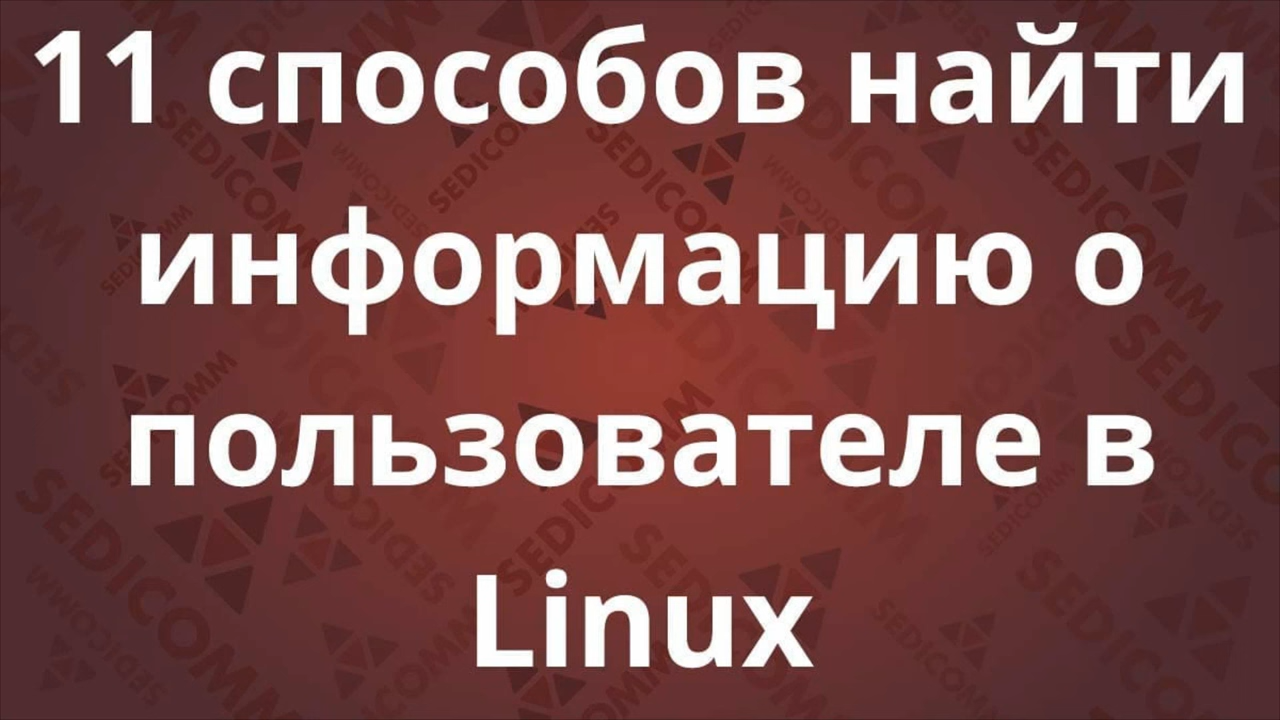 11 способов найти
информацию о
пользователе в
Linux